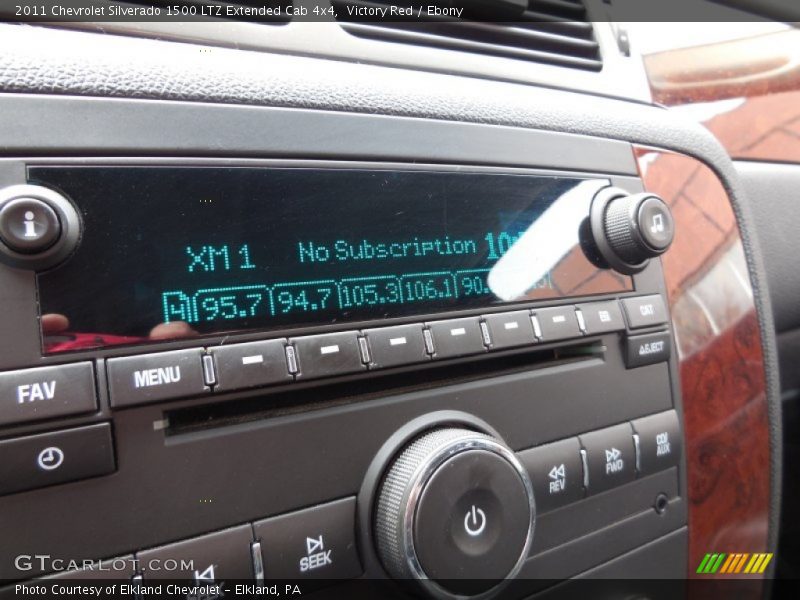 2011 Chevrolet Silverado 1500 LTZ Extended Cab 4x4, Victory Red / Ebony
XM 1 No Subscription
A 95.7 94.7 105.3 106.1
CAT
EJECT
MENU
FAV
REV
FWD
CD/AUX
SEEK
GTCARLOT.COM
Photo Courtesy of Elkland Chevrolet - Elkland, PA